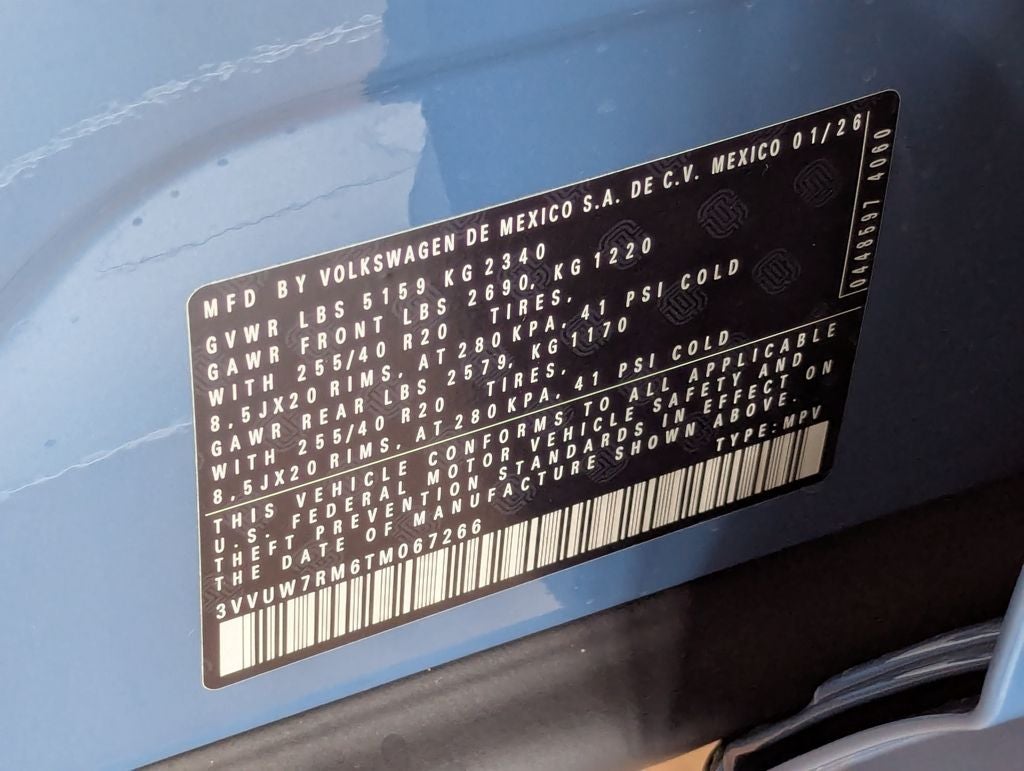 MFD BY VOLKSWAGEN DE MEXICO S.A. DE C.V. MEXICO 01/26
GVWR LBS 5159 KG 2340
GAWR FRONT LBS 2690, KG 1220
WITH 255/40 R20 TIRES,
8,5JX20 RIMS, AT 280 KPA, 41 PSI COLD
GAWR REAR LBS 2579, KG 1170
WITH 255/40 R20 TIRES,
8,5JX20 RIMS, AT 280 KPA, 41 PSI COLD
THIS VEHICLE CONFORMS TO ALL APPLICABLE
U.S. FEDERAL MOTOR VEHICLE SAFETY AND
THEFT PREVENTION STANDARDS IN EFFECT ON
THE DATE OF MANUFACTURE SHOWN ABOVE.
3VVUW7RM6TM067266 TYPE: MPV
0448597 4060